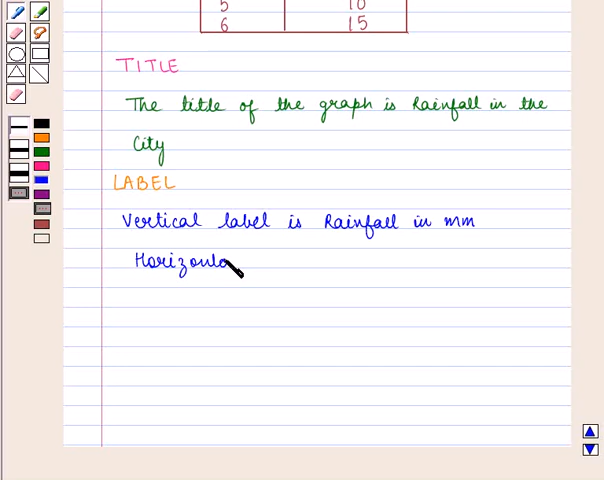 5 10
6 15
TITLE
The title of the graph is Rainfall in the
City
LABEL
Vertical label is Rainfall in mm
Horizonta